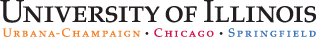 UNIVERSITY OF ILLINOIS
URBANA-CHAMPAIGN • CHICAGO • SPRINGFIELD